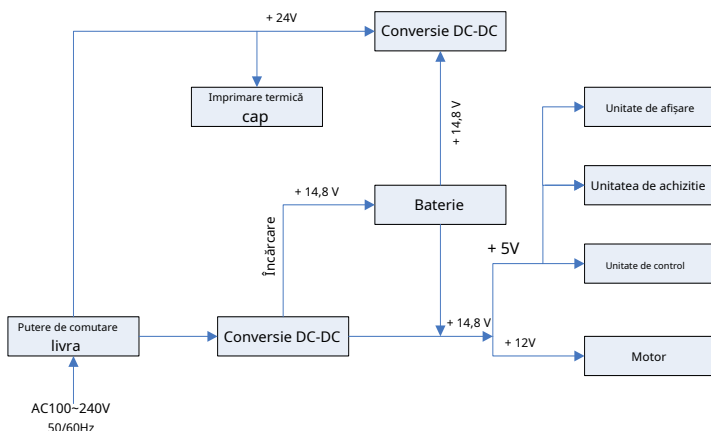 + 24V
Conversie DC-DC
Imprimare termică
cap
+ 14,8 V
Unitate de afișare
+ 14,8 V
Unitatea de achizitie
Baterie
Încărcare
+ 5V
Unitate de control
Putere de comutare
livra
Conversie DC-DC
+ 14,8 V
+ 12V
Motor
AC100~240V
50/60Hz